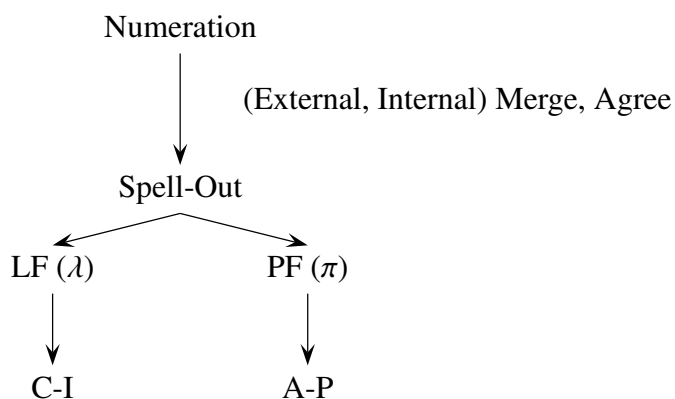 Numeration
(External, Internal) Merge, Agree
Spell-Out
LF (λ) PF (π)
C-I A-P